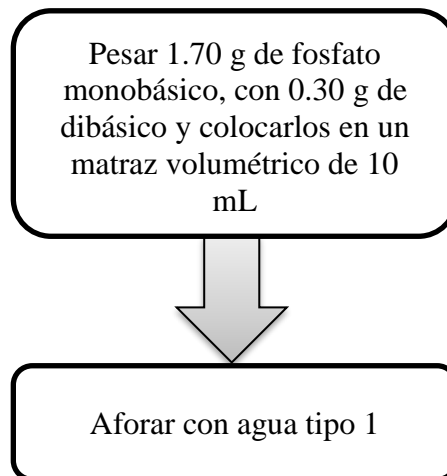 Pesar 1.70 g de fosfato
monobásico, con 0.30 g de
dibásico y colocarlos en un
matraz volumétrico de 10
mL
Aforar con agua tipo 1